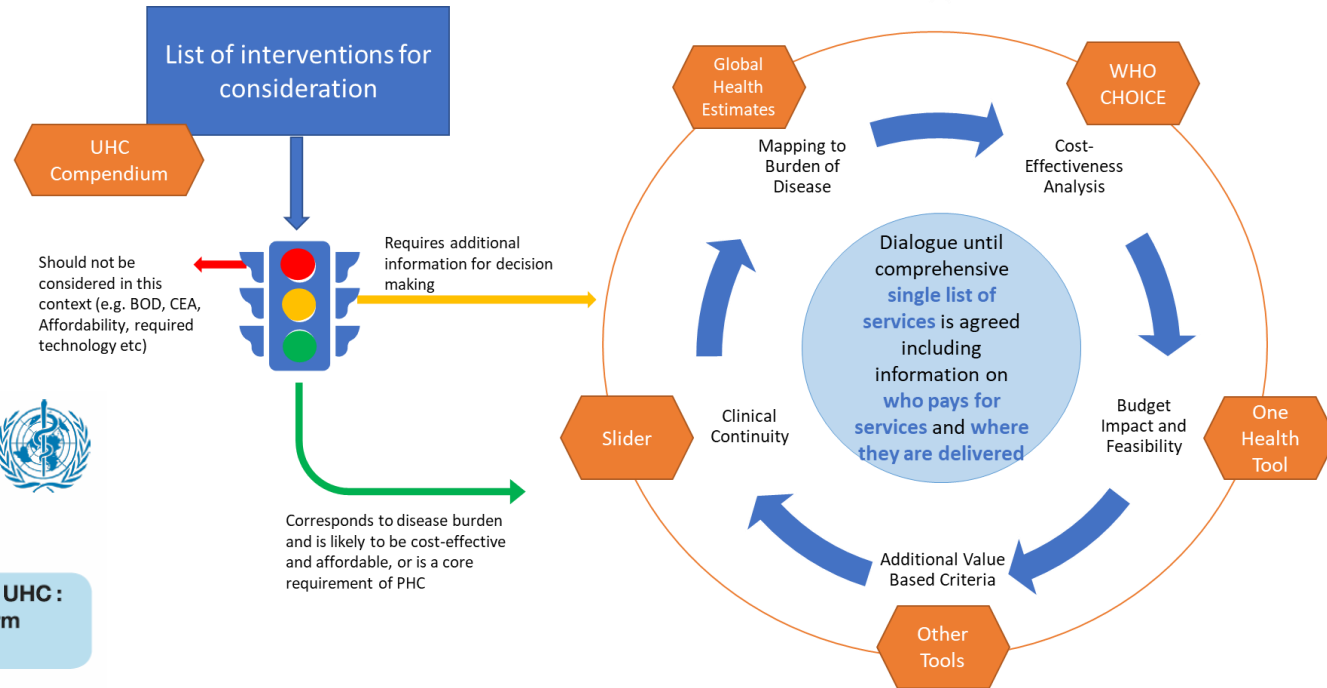 List of interventions for
consideration
UHC
Compendium
Should not be
considered in this
context (e.g. BOD, CEA,
Affordability, required
technology etc)
Requires additional
information for decision
making
Corresponds to disease burden
and is likely to be cost-effective
and affordable, or is a core
requirement of PHC
UHC :
m
Global
Health
Estimates
Mapping to
Burden of
Disease
WHO
CHOICE
Cost-
Effectiveness
Analysis
Dialogue until
comprehensive
single list of
services is agreed
including
information on
who pays for
services and where
they are delivered
Budget
Impact and
Feasibility
One
Health
Tool
Additional Value
Based Criteria
Other
Tools
Clinical
Continuity
Slider